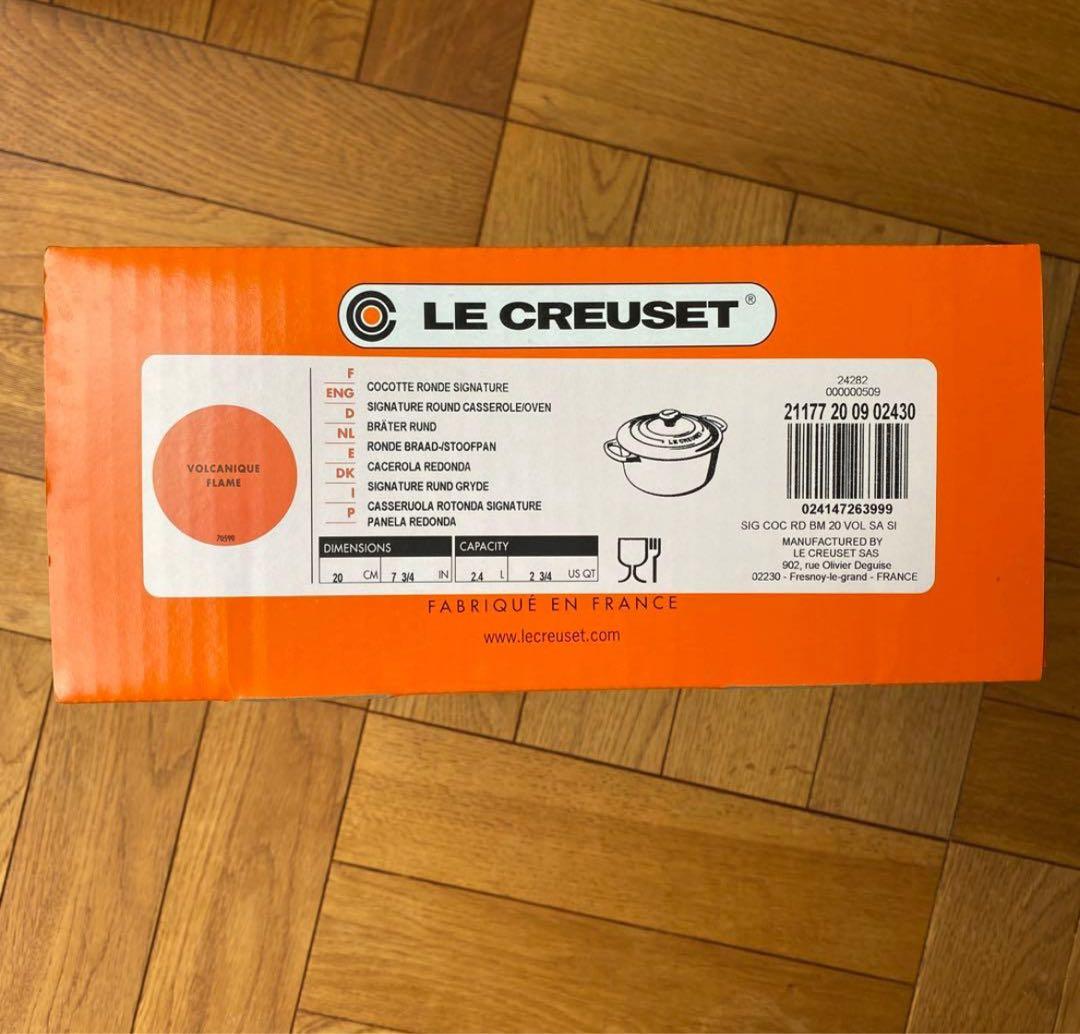 LE CREUSET®
VOLCANIQUE
FLAME
70598
F COCOTTE RONDE SIGNATURE
ENG SIGNATURE ROUND CASSEROLE/OVEN
D BRÄTER RUND
NL RONDE BRAAD-/STOOFPAN
E CACEROLA REDONDA
DK SIGNATURE RUND GRYDE
I CASSERUOLA ROTONDA SIGNATURE
P PANELA REDONDA
DIMENSIONS CAPACITY
20 CM 7 3/4 IN 2.4 L 2 3/4 US QT
LE CREUSET
24282
000000509
21177 20 09 02430
024147263999
SIG COC RD BM 20 VOL SA SI
MANUFACTURED BY
LE CREUSET SAS
902, rue Olivier Deguise
02230 - Fresnoy-le-grand - FRANCE
FABRIQUÉ EN FRANCE
www.lecreuset.com